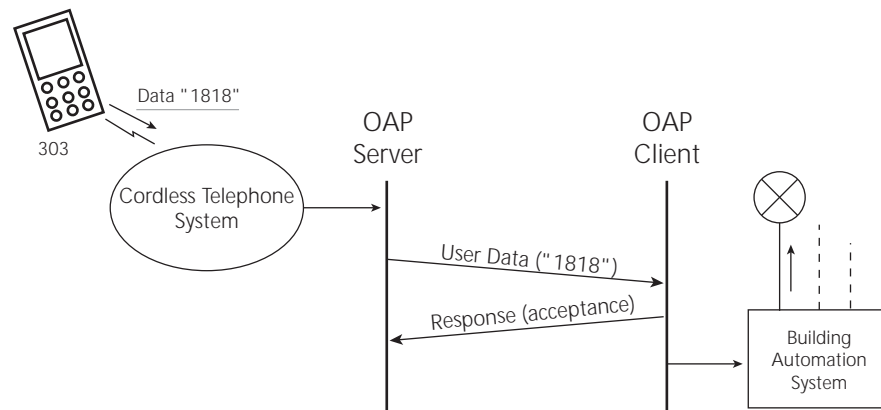 Data "1818"
303
OAP
Server
OAP
Client
Cordless Telephone
System
User Data ("1818")
Response (acceptance)
Building
Automation
System